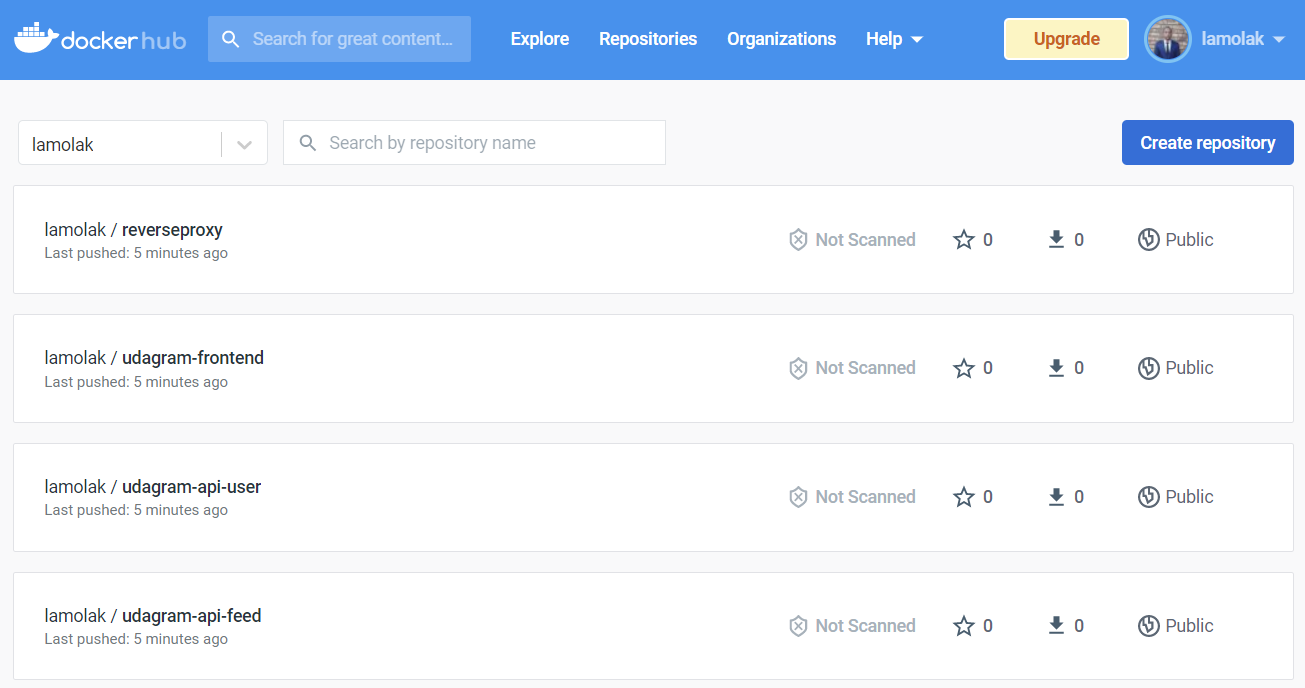 docker hub Search for great content... Explore Repositories Organizations Help Upgrade lamolak
lamolak Search by repository name Create repository
lamolak / reverseproxy
Last pushed: 5 minutes ago
Not Scanned 0 0 Public
lamolak / udagram-frontend
Last pushed: 5 minutes ago
Not Scanned 0 0 Public
lamolak / udagram-api-user
Last pushed: 5 minutes ago
Not Scanned 0 0 Public
lamolak / udagram-api-feed
Last pushed: 5 minutes ago
Not Scanned 0 0 Public